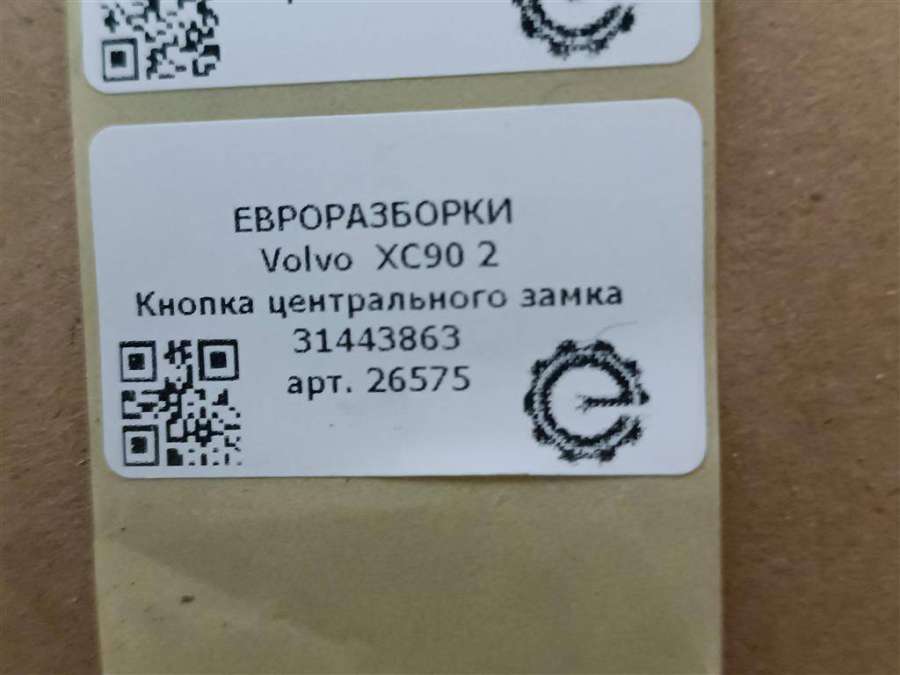 ЕВРОРАЗБОРКИ
Volvo XC90 2
Кнопка центрального замка
31443863
арт. 26575